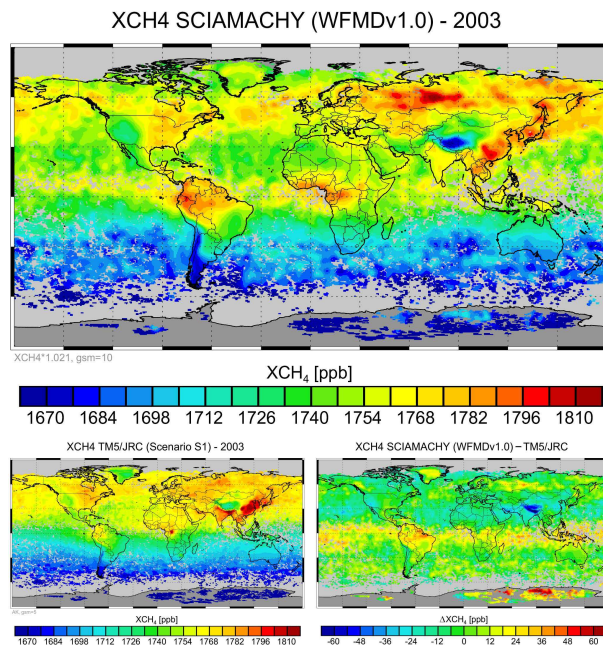 XCH4 SCIAMACHY (WFMDv1.0) - 2003
XCH4*1.021, gsm=10
XCH₄ [ppb]
1670 1684 1698 1712 1726 1740 1754 1768 1782 1796 1810
XCH4 TM5/JRC (Scenario S1) - 2003
XCH4 SCIAMACHY (WFMDv1.0) – TM5/JRC
XCH₄ [ppb]
1670 1684 1698 1712 1726 1740 1754 1768 1782 1796 1810
ΔXCH₄ [ppb]
-60 -48 -36 -24 -12 0 12 24 36 48 60